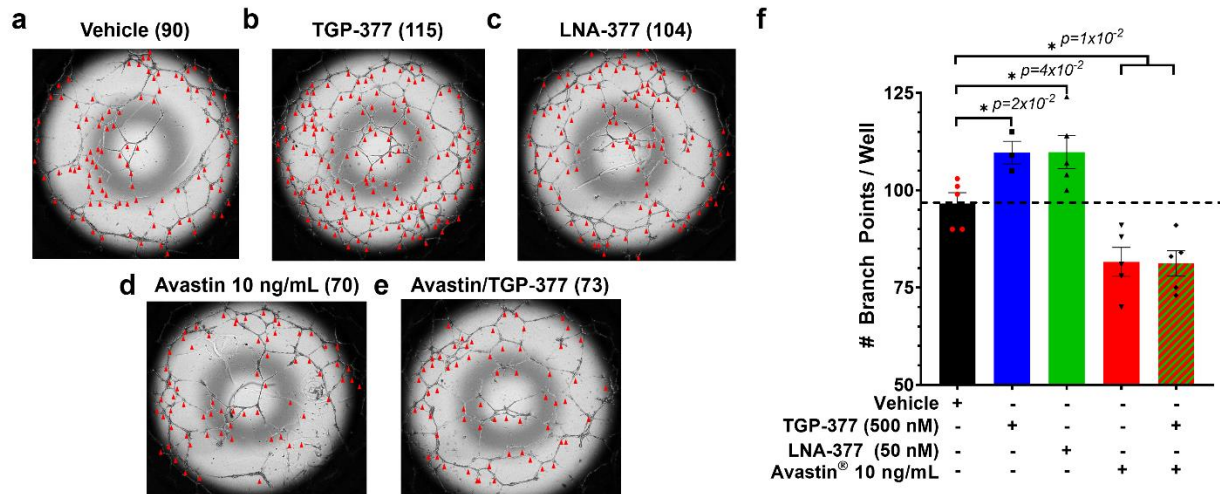 a Vehicle (90)
b TGP-377 (115)
c LNA-377 (104)
d Avastin 10 ng/mL (70)
e Avastin/TGP-377 (73)
f
* p=1x10-2
* p=4x10-2
* p=2x10-2
# Branch Points / Well
125
100
75
50
Vehicle + - - - -
TGP-377 (500 nM) - + - - +
LNA-377 (50 nM) - - + - -
Avastin® 10 ng/mL - - - + +